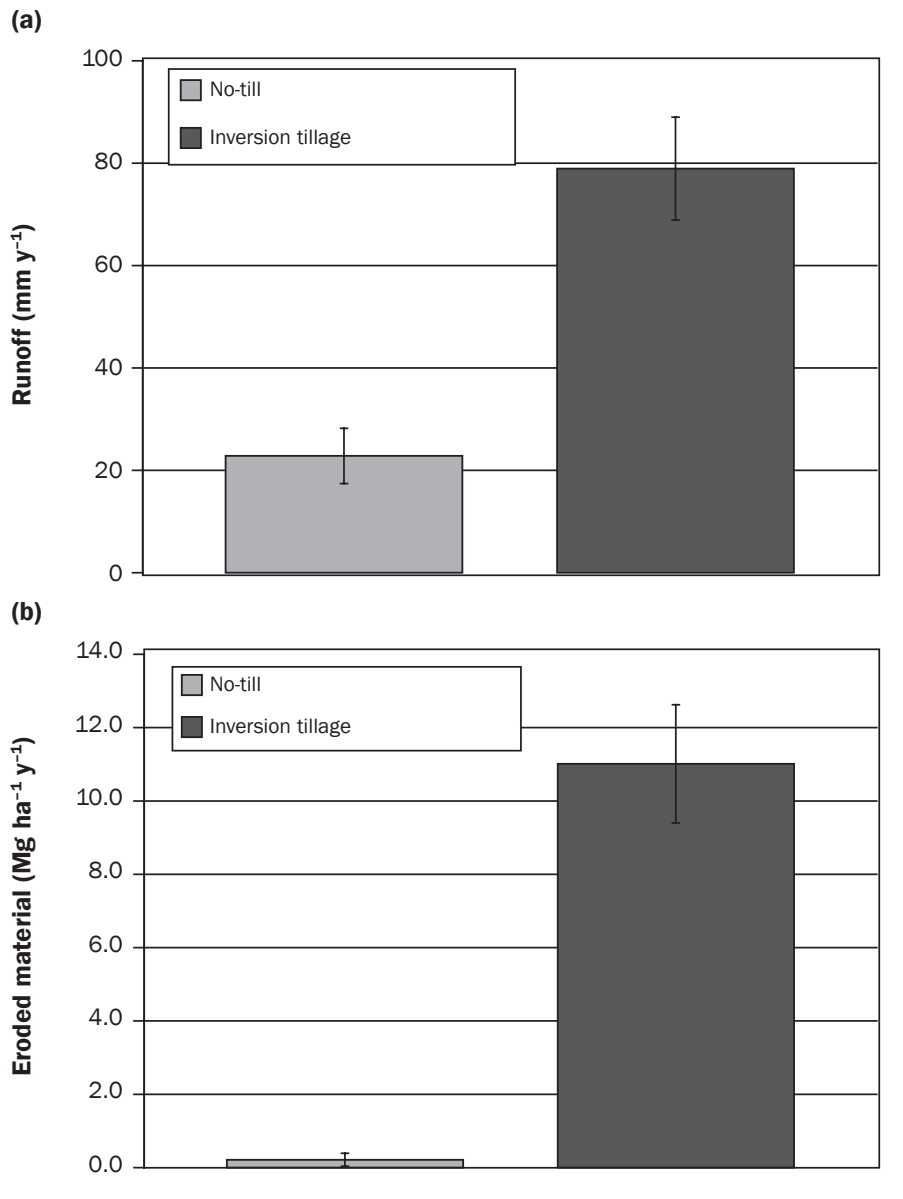 (a)
100
80
60
40
20
0
Runoff (mm y⁻¹)
No-till
Inversion tillage
(b)
14.0
12.0
10.0
8.0
6.0
4.0
2.0
0.0
Eroded material (Mg ha⁻¹ y⁻¹)
No-till
Inversion tillage